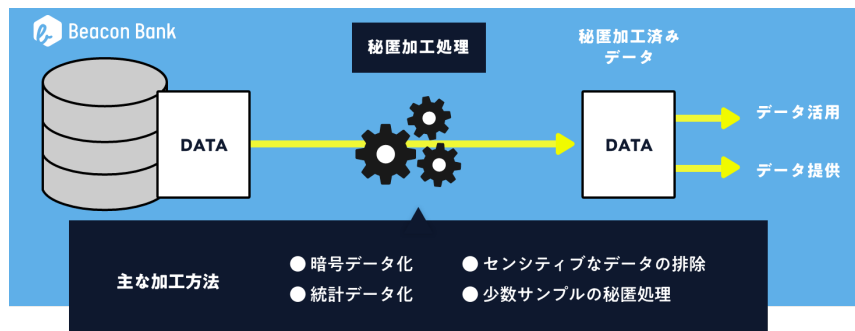 Beacon Bank
秘匿加工処理
秘匿加工済み
データ
DATA
DATA
データ活用
データ提供
主な加工方法
● 暗号データ化
● センシティブなデータの排除
● 統計データ化
● 少数サンプルの秘匿処理